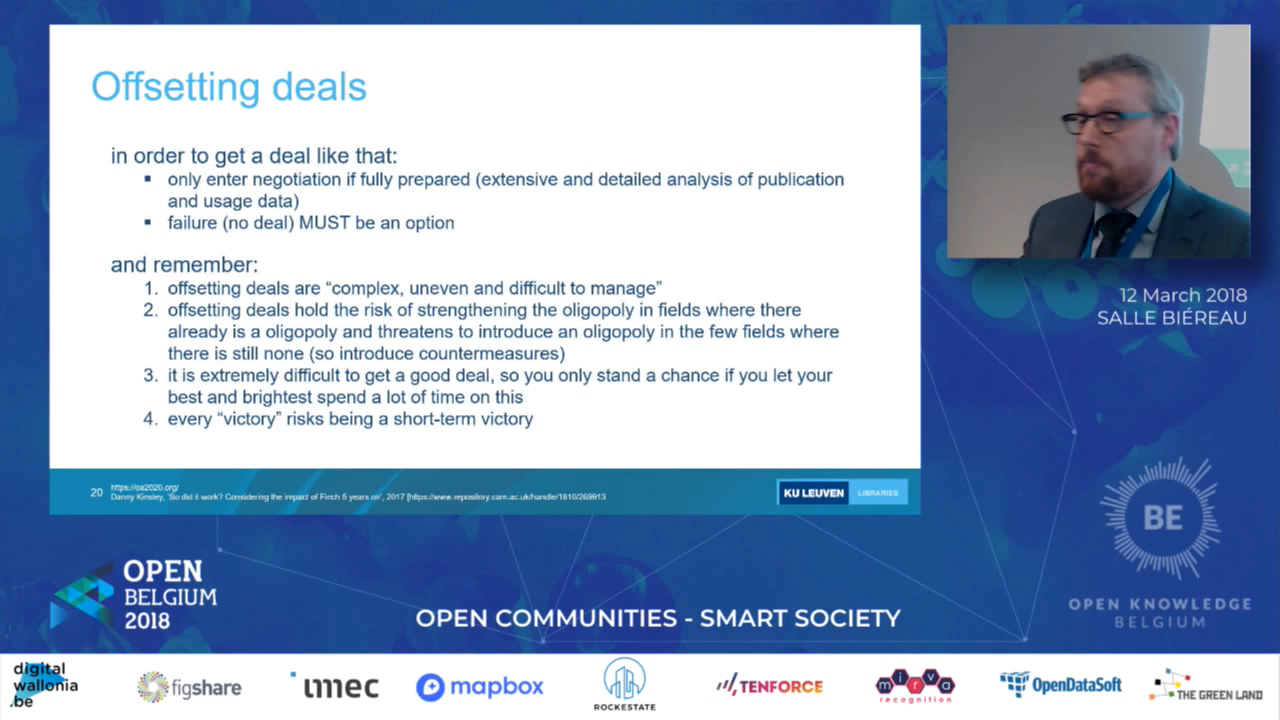 Offsetting deals
in order to get a deal like that:
▪ only enter negotiation if fully prepared (extensive and detailed analysis of publication
and usage data)
▪ failure (no deal) MUST be an option
and remember:
1. offsetting deals are “complex, uneven and difficult to manage”
2. offsetting deals hold the risk of strengthening the oligopoly in fields where there
already is a oligopoly and threatens to introduce an oligopoly in the few fields where
there is still none (so introduce countermeasures)
3. it is extremely difficult to get a good deal, so you only stand a chance if you let your
best and brightest spend a lot of time on this
4. every “victory” risks being a short-term victory
20
https://oa2020.org/
Danny Kinsley, 'So did it work? Considering the impact of Finch 5 years on', 2017 [https://www.repository.cam.ac.uk/handle/1810/269913
KU LEUVEN LIBRARIES
12 March 2018
SALLE BIÉREAU
BE
OPEN KNOWLEDGE
BELGIUM
OPEN
BELGIUM
2018
OPEN COMMUNITIES - SMART SOCIETY
digital
wallonia
.be
figshare
imec
mapbox
ROCKESTATE
TENFORCE
mirva
recognition
OpenDataSoft
THE GREEN LAND